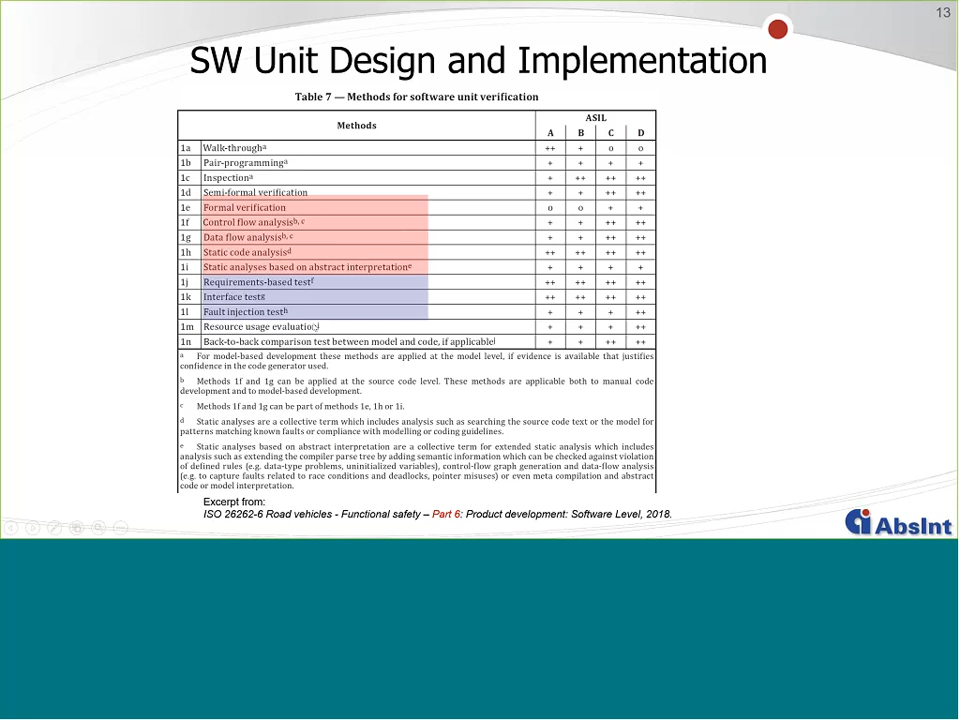 13
SW Unit Design and Implementation
Table 7 — Methods for software unit verification
Methods ASIL
A B C D
1a Walk-through^a ++ + o o
1b Pair-programming^a + + + +
1c Inspection^a + ++ ++ ++
1d Semi-formal verification + + ++ ++
1e Formal verification o o + +
1f Control flow analysis^b, c + + ++ ++
1g Data flow analysis^b, c + + ++ ++
1h Static code analysis^d ++ ++ ++ ++
1i Static analyses based on abstract interpretation^e + + + +
1j Requirements-based test^f ++ ++ ++ ++
1k Interface test^g ++ ++ ++ ++
1l Fault injection test^h + + + ++
1m Resource usage evaluation + + + ++
1n Back-to-back comparison test between model and code, if applicable^j + + ++ ++
a For model-based development these methods are applied at the model level, if evidence is available that justifies
confidence in the code generator used.
b Methods 1f and 1g can be applied at the source code level. These methods are applicable both to manual code
development and to model-based development.
c Methods 1f and 1g can be part of methods 1e, 1h or 1i.
d Static analyses are a collective term which includes analysis such as searching the source code text or the model for
patterns matching known faults or compliance with modelling or coding guidelines.
e Static analyses based on abstract interpretation are a collective term for extended static analysis which includes
analysis such as extending the compiler parse tree by adding semantic information which can be checked against violation
of defined rules (e.g. data-type problems, uninitialized variables), control-flow graph generation and data-flow analysis
(e.g. to capture faults related to race conditions and deadlocks, pointer misuses) or even meta compilation and abstract
code or model interpretation.
Excerpt from:
ISO 26262-6 Road vehicles - Functional safety – Part 6: Product development: Software Level, 2018.
AbsInt